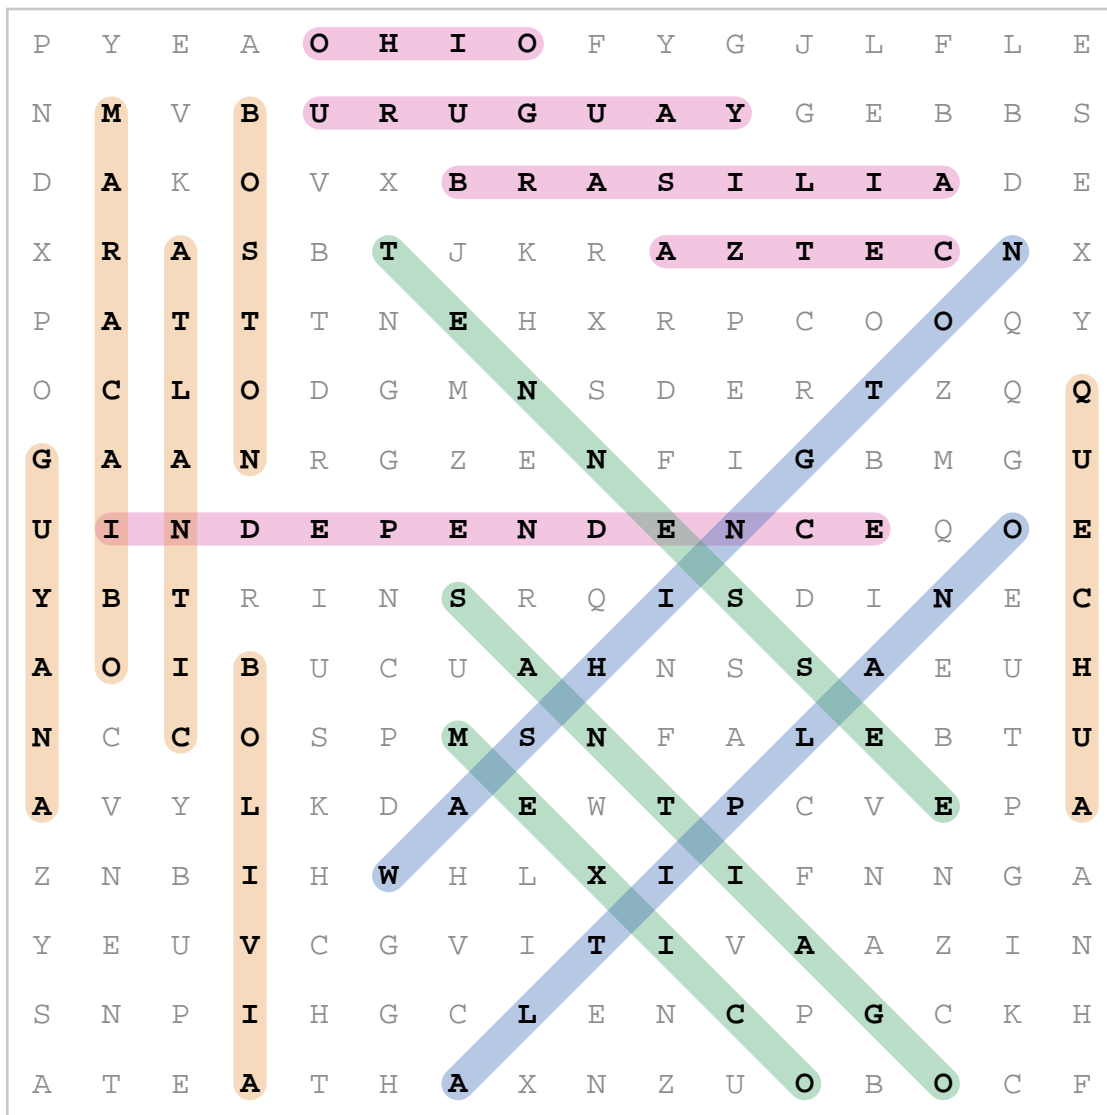 P Y E A O H I O F Y G J L F L E
N M V B U R U G U A Y G E B B S
D A K O V X B R A S I L I A D E
X R A S B T J K R A Z T E C N X
P A T T T N E H X R P C O O Q Y
O C L O D G M N S D E R T Z Q Q
G A A N R G Z E N F I G B M G U
U I N D E P E N D E N C E Q O E
Y B T R I N S R Q I S D I N E C
A O I B U C U A H N S S A E U H
N C C O S P M S N F A L E B T U
A V Y L K D A E W T P C V E P A
Z N B I H W H L X I I F N N G A
Y E U V C G V I T I V A A Z I N
S N P I H G C L E N C P G C K H
A T E A T H A X N Z U O B O C F